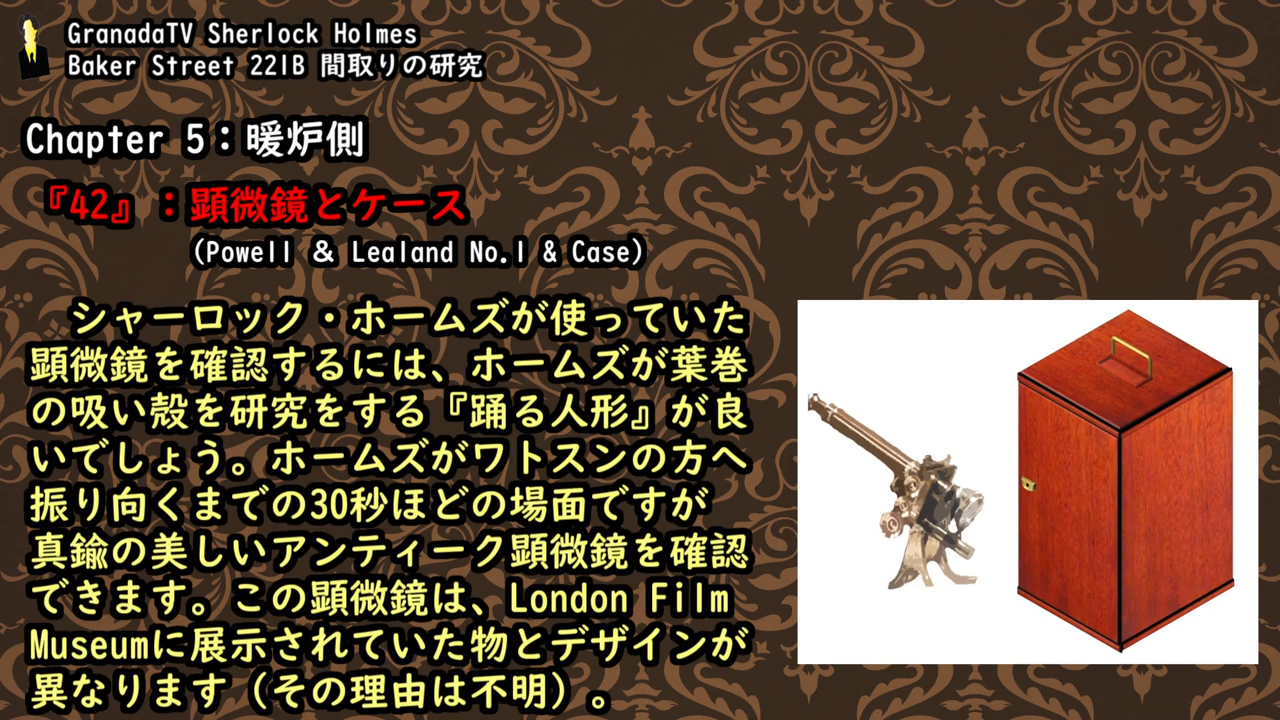 GranadaTV Sherlock Holmes
Baker Street 221B 間取りの研究
Chapter 5：暖炉側
『42』：顕微鏡とケース
（Powell ＆ Lealand No.1 & Case）
シャーロック・ホームズが使っていた
顕微鏡を確認するには、ホームズが葉巻
の吸い殻を研究をする『踊る人形』が良
いでしょう。ホームズがワトスンの方へ
振り向くまでの30秒ほどの場面ですが
真鍮の美しいアンティーク顕微鏡を確認
できます。この顕微鏡は、London Film
Museumに展示されていた物とデザインが
異なります（その理由は不明）。